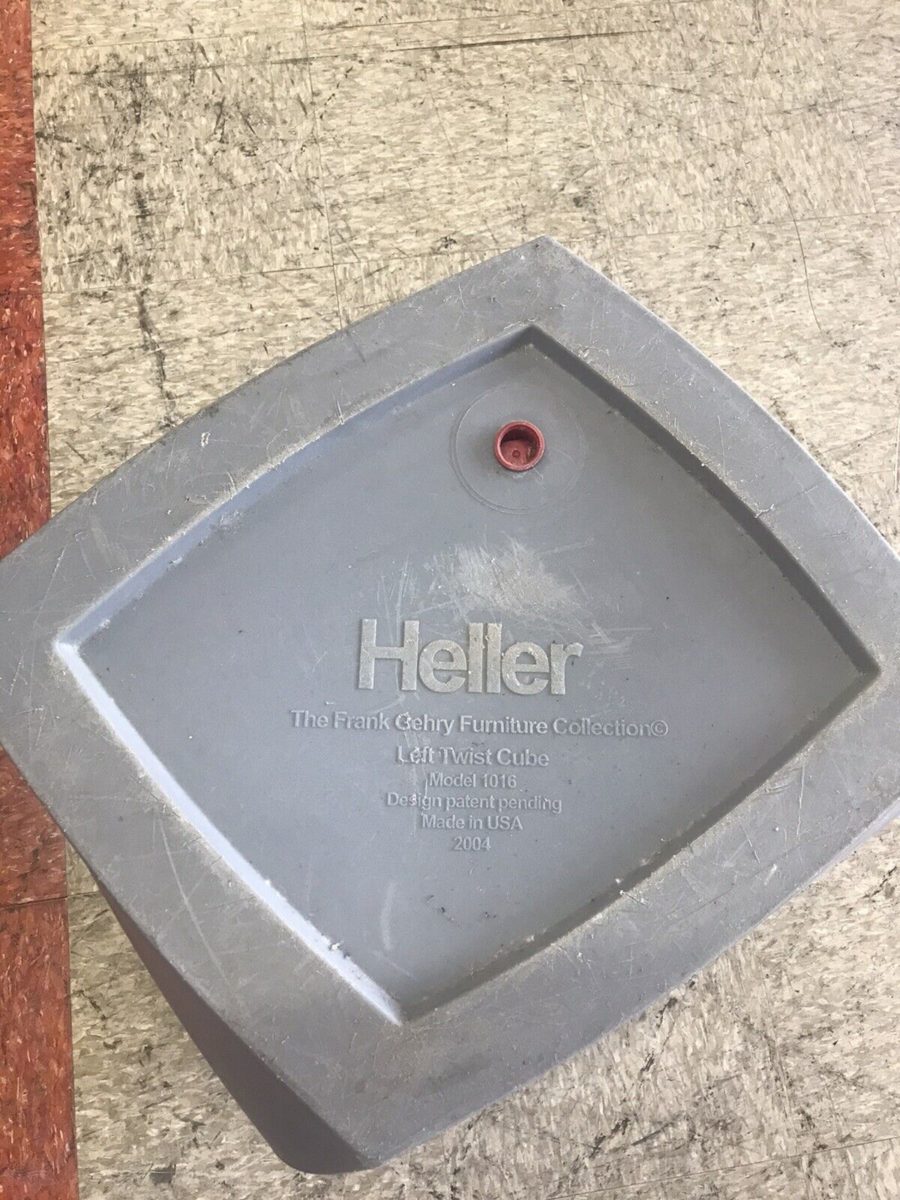 Heller
The Frank Gehry Furniture Collection©
Left Twist Cube
Model 1016
Design patent pending
Made in USA
2004